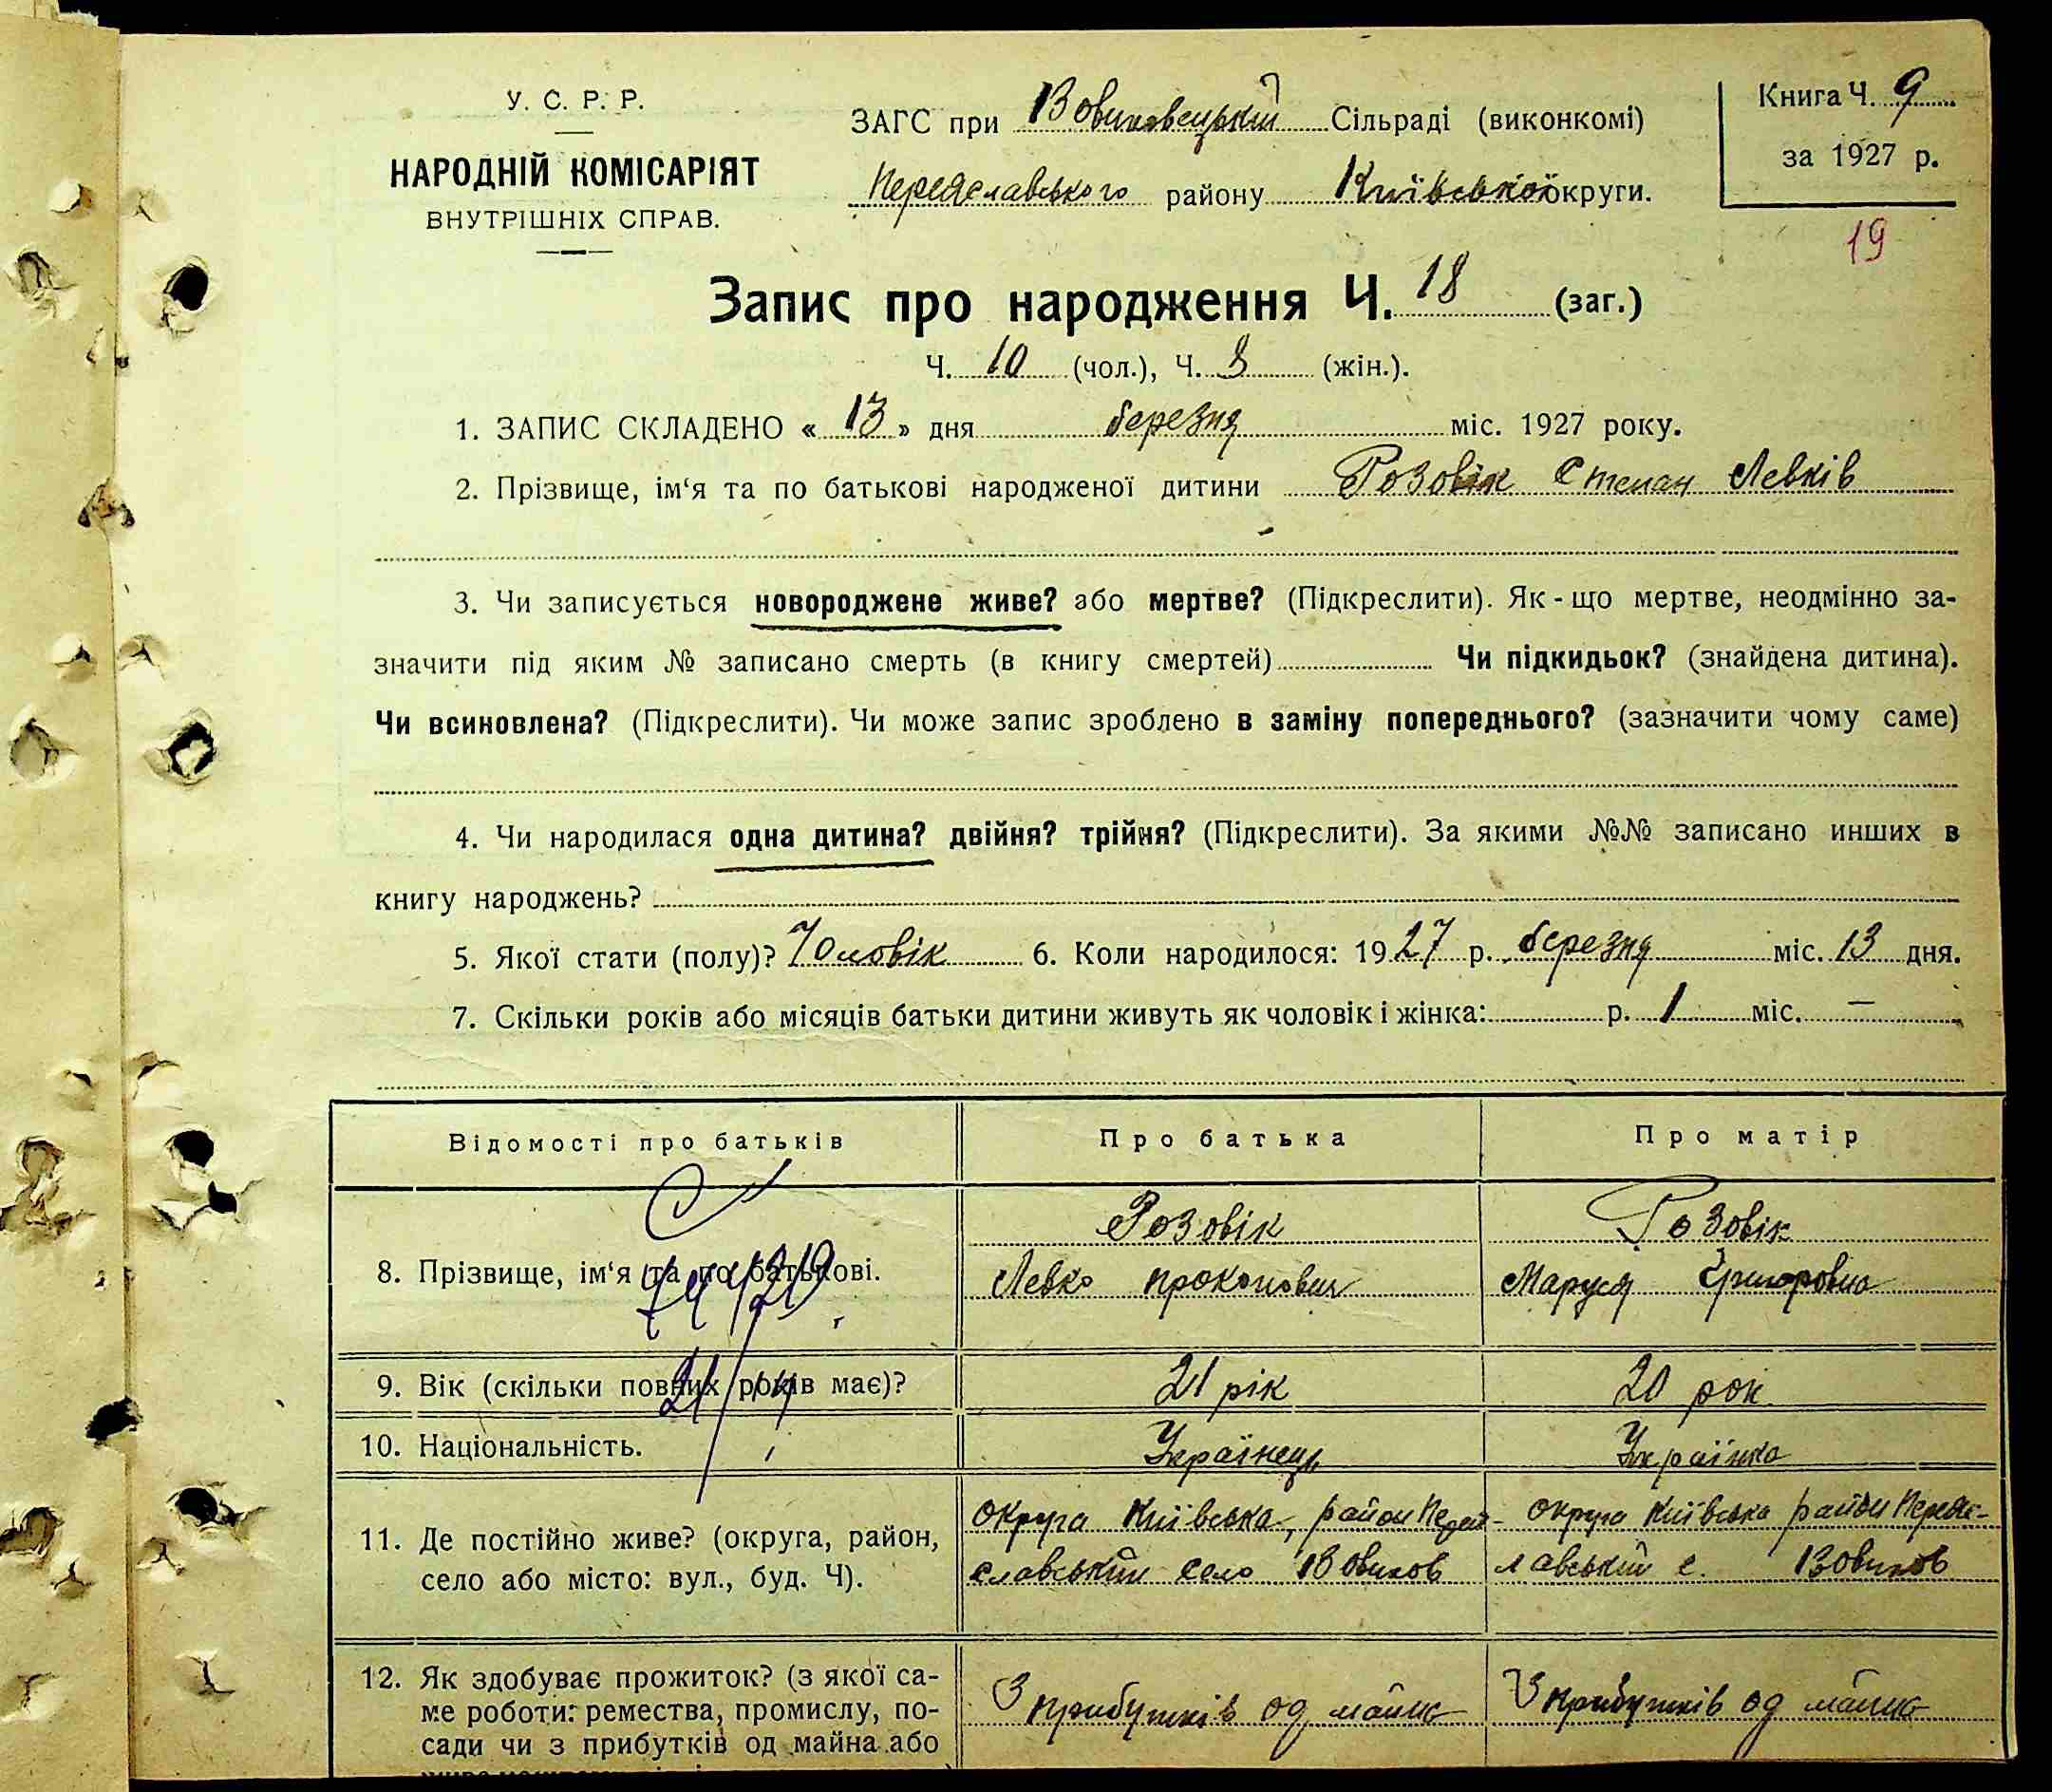 У. С. Р. Р.
НАРОДНІЙ КОМІСАРІЯТ
ВНУТРІШНІХ СПРАВ.
ЗАГС при Вовчковецькій Сільраді (виконкомі)
Переяславського району Київської округи.
Книга Ч. 9
за 1927 р.
19
Запис про народження Ч. 18 (заг.)
Ч. 10 (чол.), Ч. 8 (жін.).
1. ЗАПИС СКЛАДЕНО « 13 » дня березня міс. 1927 року.
2. Прізвище, ім‘я та по батькові народженої дитини Розовік Степан Левків
3. Чи записується новороджене живе? або мертве? (Підкреслити). Як-що мертве, неодмінно за-
значити під яким № записано смерть (в книгу смертей) Чи підкидьок? (знайдена дитина).
Чи всиновлена? (Підкреслити). Чи може запис зроблено в заміну попереднього? (зазначити чому саме)
4. Чи народилася одна дитина? двійня? трійня? (Підкреслити). За якими №№ записано инших в
книгу народжень?
5. Якої стати (полу)? Чоловік 6. Коли народилося: 1927 р. березня міс. 13 дня.
7. Скільки років або місяців батьки дитини живуть як чоловік і жінка: р. 1 міс. —
Відомості про батьків Про батька Про матір
8. Прізвище, ім‘я та по батькові.
Розовік
Левко Прокопович
Розовік
Маруся Григоровна
9. Вік (скільки повних років має)? 21 рік 20 рок
10. Національність. Українець Українка
11. Де постійно живе? (округа, район,
село або місто: вул., буд. Ч).
округа Київська, район Перея-
славський село Вовчков
округа Київська район Переяс-
лавський с. Вовчков
12. Як здобуває прожиток? (з якої са-
ме роботи: ремества, промислу, по-
сади чи з прибутків од майна або
З прибутків од майна
З прибутків од майна